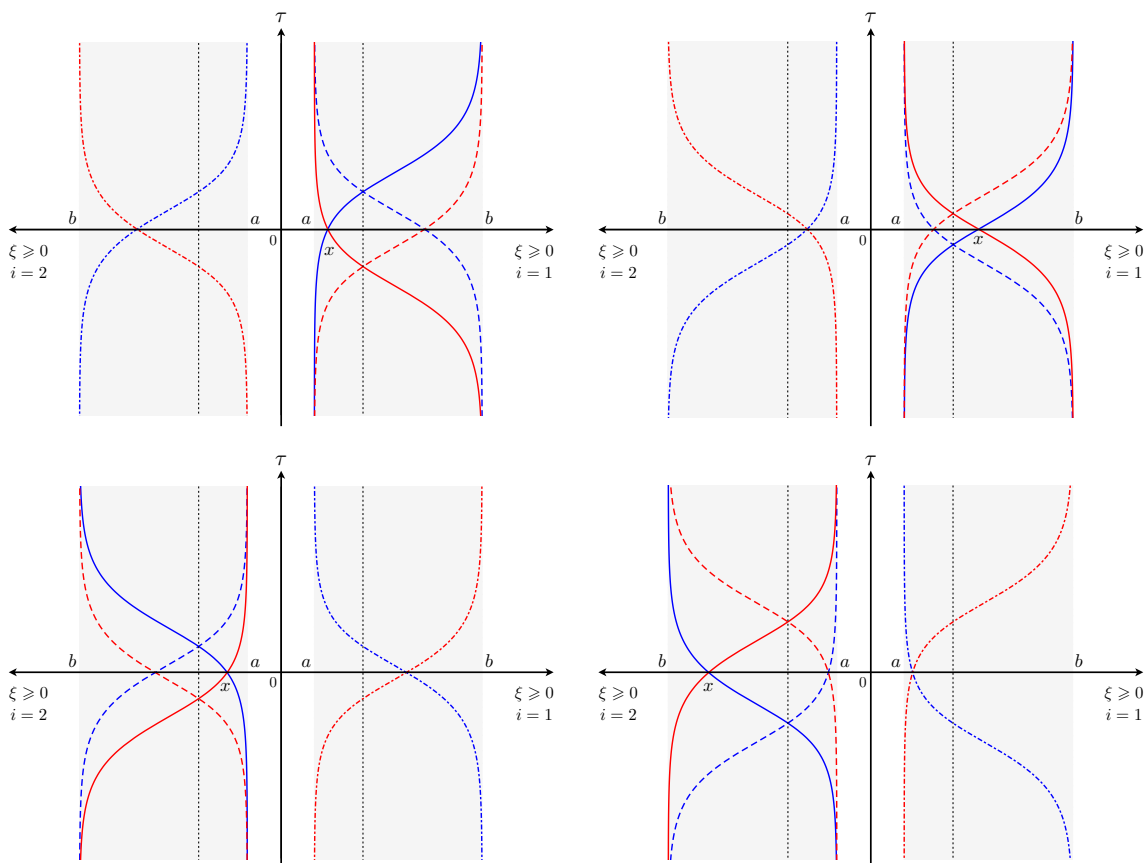 τ
b a 0 a b
x
ξ ⩾ 0 ξ ⩾ 0
i = 2 i = 1
τ
b a 0 a b
x
ξ ⩾ 0 ξ ⩾ 0
i = 2 i = 1
τ
b a 0 a b
x
ξ ⩾ 0 ξ ⩾ 0
i = 2 i = 1
τ
b a 0 a b
x
ξ ⩾ 0 ξ ⩾ 0
i = 2 i = 1